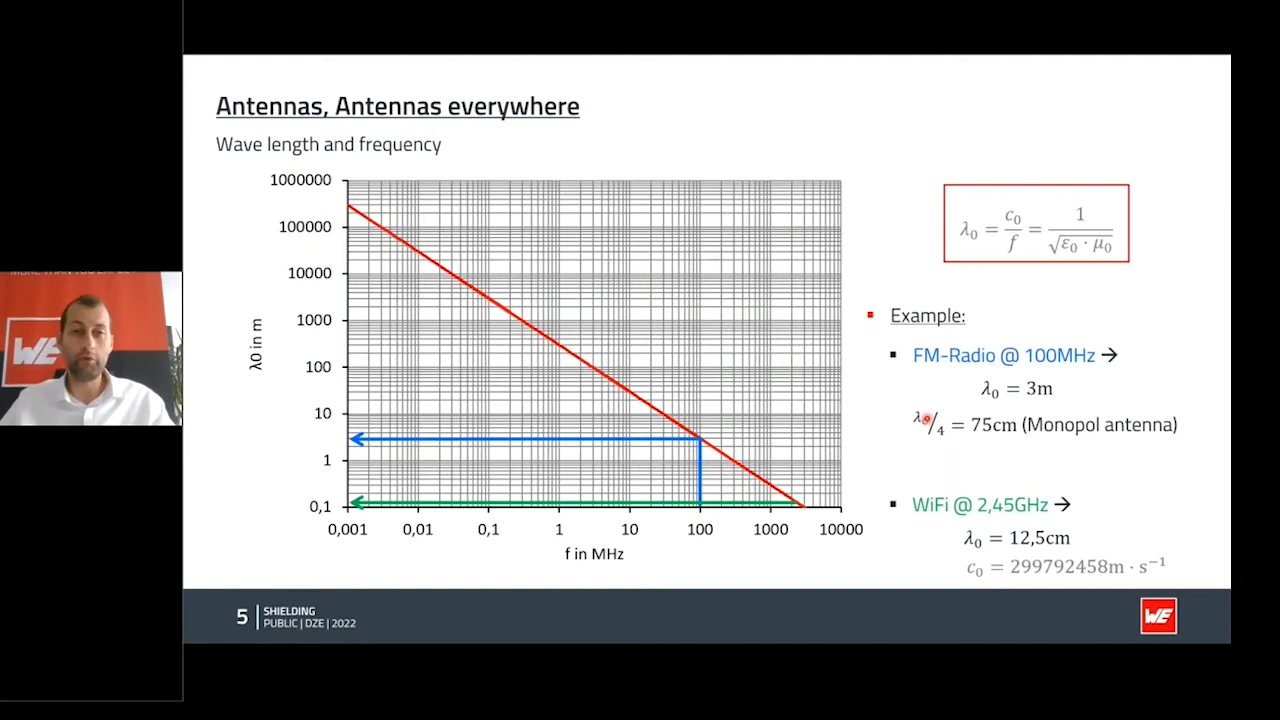 Antennas, Antennas everywhere
Wave length and frequency
1000000
100000
10000
1000
100
10
1
0,1
λ0 in m
0,001 0,01 0,1 1 10 100 1000 10000
f in MHz
λ₀ = c₀/f = 1/√(ε₀ · μ₀)
Example:
FM-Radio @ 100MHz →
λ₀ = 3m
λ₀/4 = 75cm (Monopol antenna)
WiFi @ 2,45GHz →
λ₀ = 12,5cm
c₀ = 299792458m · s⁻¹
5
SHIELDING
PUBLIC | DZE | 2022
WE
WE